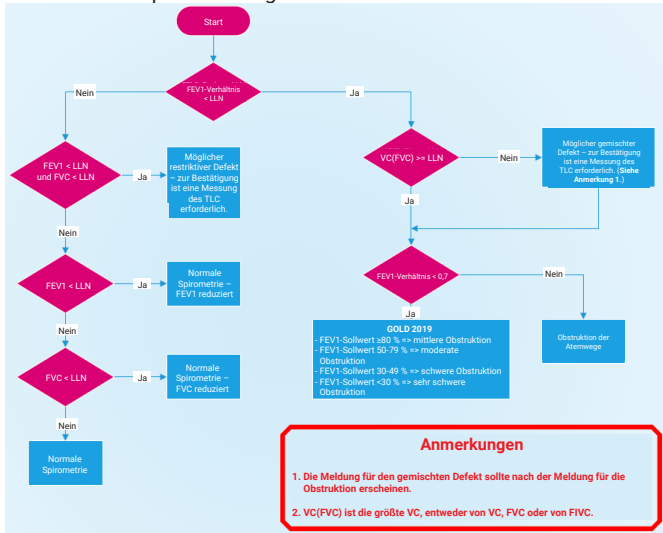 Start
FEV1-Verhältnis
< LLN
Nein
Ja
FEV1 < LLN
und FVC < LLN
Ja
Möglicher
restriktiver Defekt
– zur Bestätigung
ist eine Messung
des TLC
erforderlich.
VC(FVC) >= LLN
Nein
Möglicher gemischter
Defekt – zur Bestätigung
ist eine Messung des
TLC erforderlich. (Siehe
Anmerkung 1.)
Nein
Ja
FEV1 < LLN
Ja
Normale
Spirometrie –
FEV1 reduziert
FEV1-Verhältnis < 0,7
Nein
Nein
Ja
FVC < LLN
Ja
Normale
Spirometrie –
FVC reduziert
GOLD 2019
- FEV1-Sollwert ≥80 % => mittlere Obstruktion
- FEV1-Sollwert 50-79 % => moderate
Obstruktion
- FEV1-Sollwert 30-49 % => schwere Obstruktion
- FEV1-Sollwert <30 % => sehr schwere
Obstruktion
Obstruktion der
Atemwege
Nein
Normale
Spirometrie
Anmerkungen
1. Die Meldung für den gemischten Defekt sollte nach der Meldung für die
Obstruktion erscheinen.
2. VC(FVC) ist die größte VC, entweder von VC, FVC oder von FIVC.